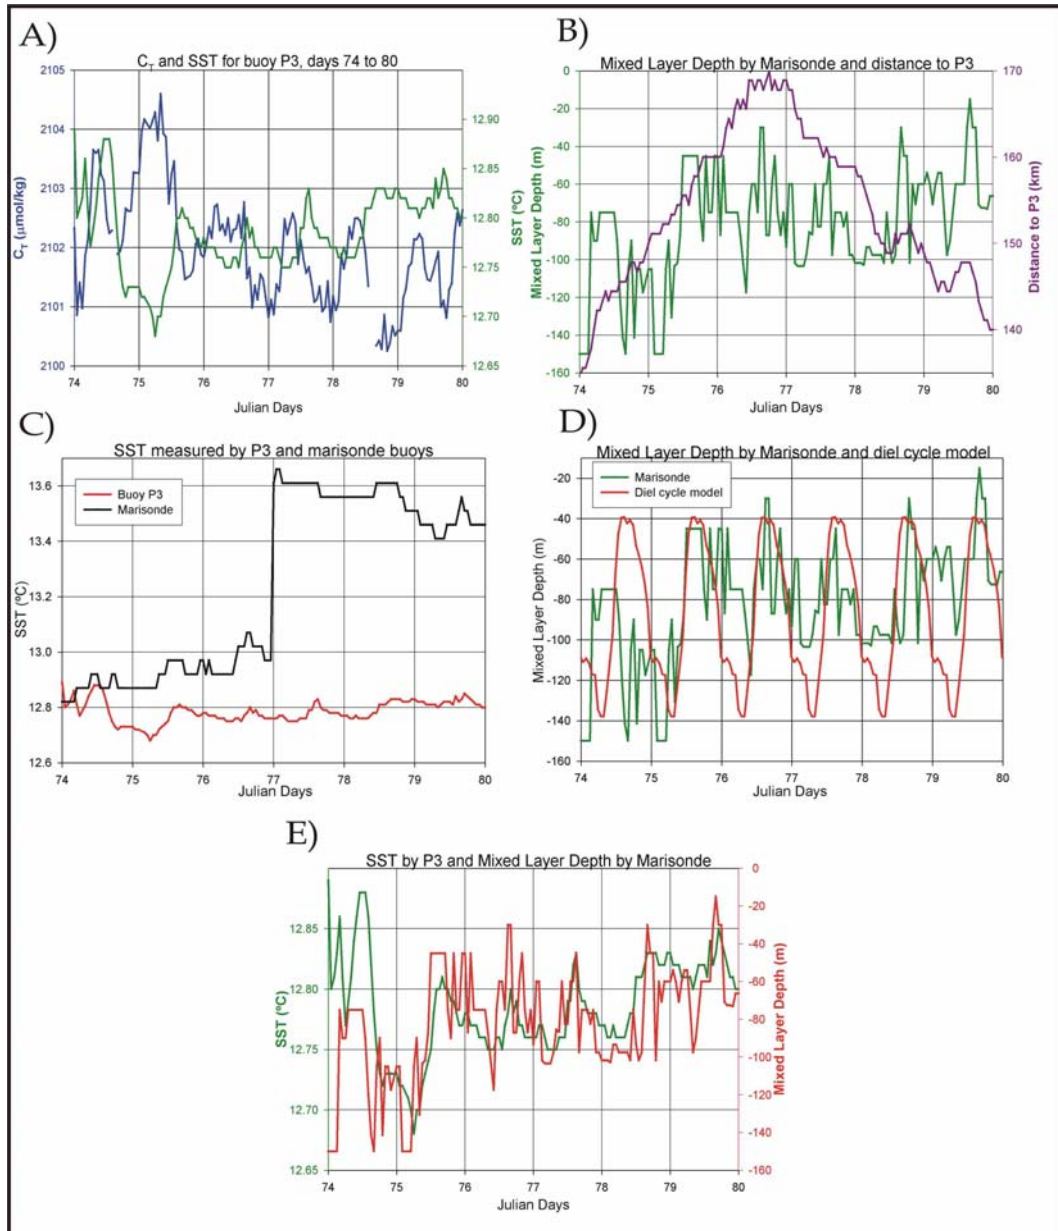 A)
C_T and SST for buoy P3, days 74 to 80
2105
2104
2103
2102
2101
2100
C_T (µmol/kg)
12.90
12.85
12.80
12.75
12.70
12.65
SST (ºC)
74 75 76 77 78 79 80
Julian Days
B)
Mixed Layer Depth by Marisonde and distance to P3
0
-20
-40
-60
-80
-100
-120
-140
-160
Mixed Layer Depth (m)
170
160
150
140
Distance to P3 (km)
74 75 76 77 78 79 80
Julian Days
C)
SST measured by P3 and marisonde buoys
Buoy P3
Marisonde
13.6
13.4
13.2
13.0
12.8
12.6
SST (ºC)
74 75 76 77 78 79 80
Julian Days
D)
Mixed Layer Depth by Marisonde and diel cycle model
Marisonde
Diel cycle model
-20
-40
-60
-80
-100
-120
-140
-160
Mixed Layer Depth (m)
74 75 76 77 78 79 80
Julian Days
E)
SST by P3 and Mixed Layer Depth by Marisonde
12.85
12.80
12.75
12.70
12.65
SST (ºC)
0
-20
-40
-60
-80
-100
-120
-140
-160
Mixed Layer Depth (m)
74 75 76 77 78 79 80
Julian Days